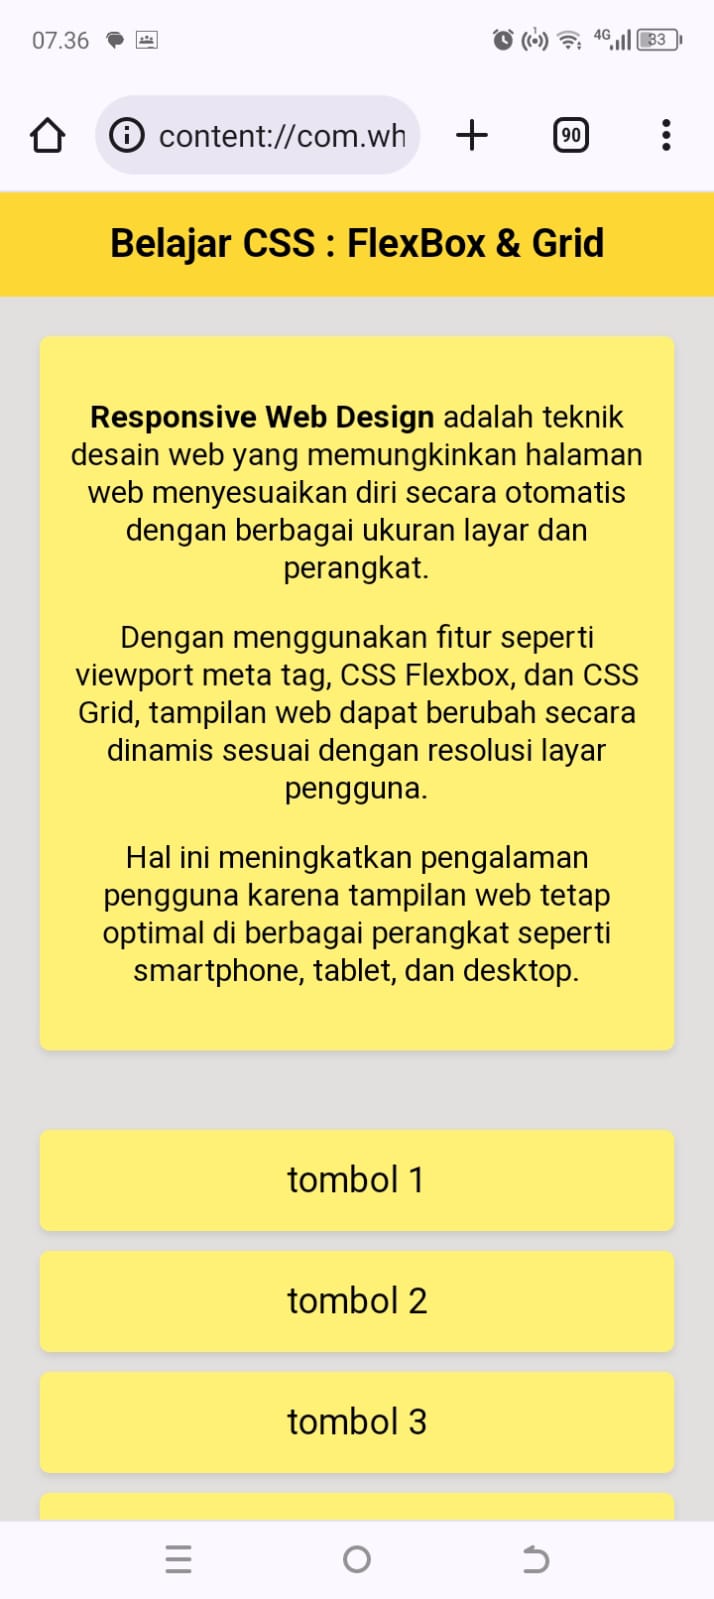 07.36
4G
33
content://com.wh
90
Belajar CSS : FlexBox & Grid
Responsive Web Design adalah teknik
desain web yang memungkinkan halaman
web menyesuaikan diri secara otomatis
dengan berbagai ukuran layar dan
perangkat.
Dengan menggunakan fitur seperti
viewport meta tag, CSS Flexbox, dan CSS
Grid, tampilan web dapat berubah secara
dinamis sesuai dengan resolusi layar
pengguna.
Hal ini meningkatkan pengalaman
pengguna karena tampilan web tetap
optimal di berbagai perangkat seperti
smartphone, tablet, dan desktop.
tombol 1
tombol 2
tombol 3